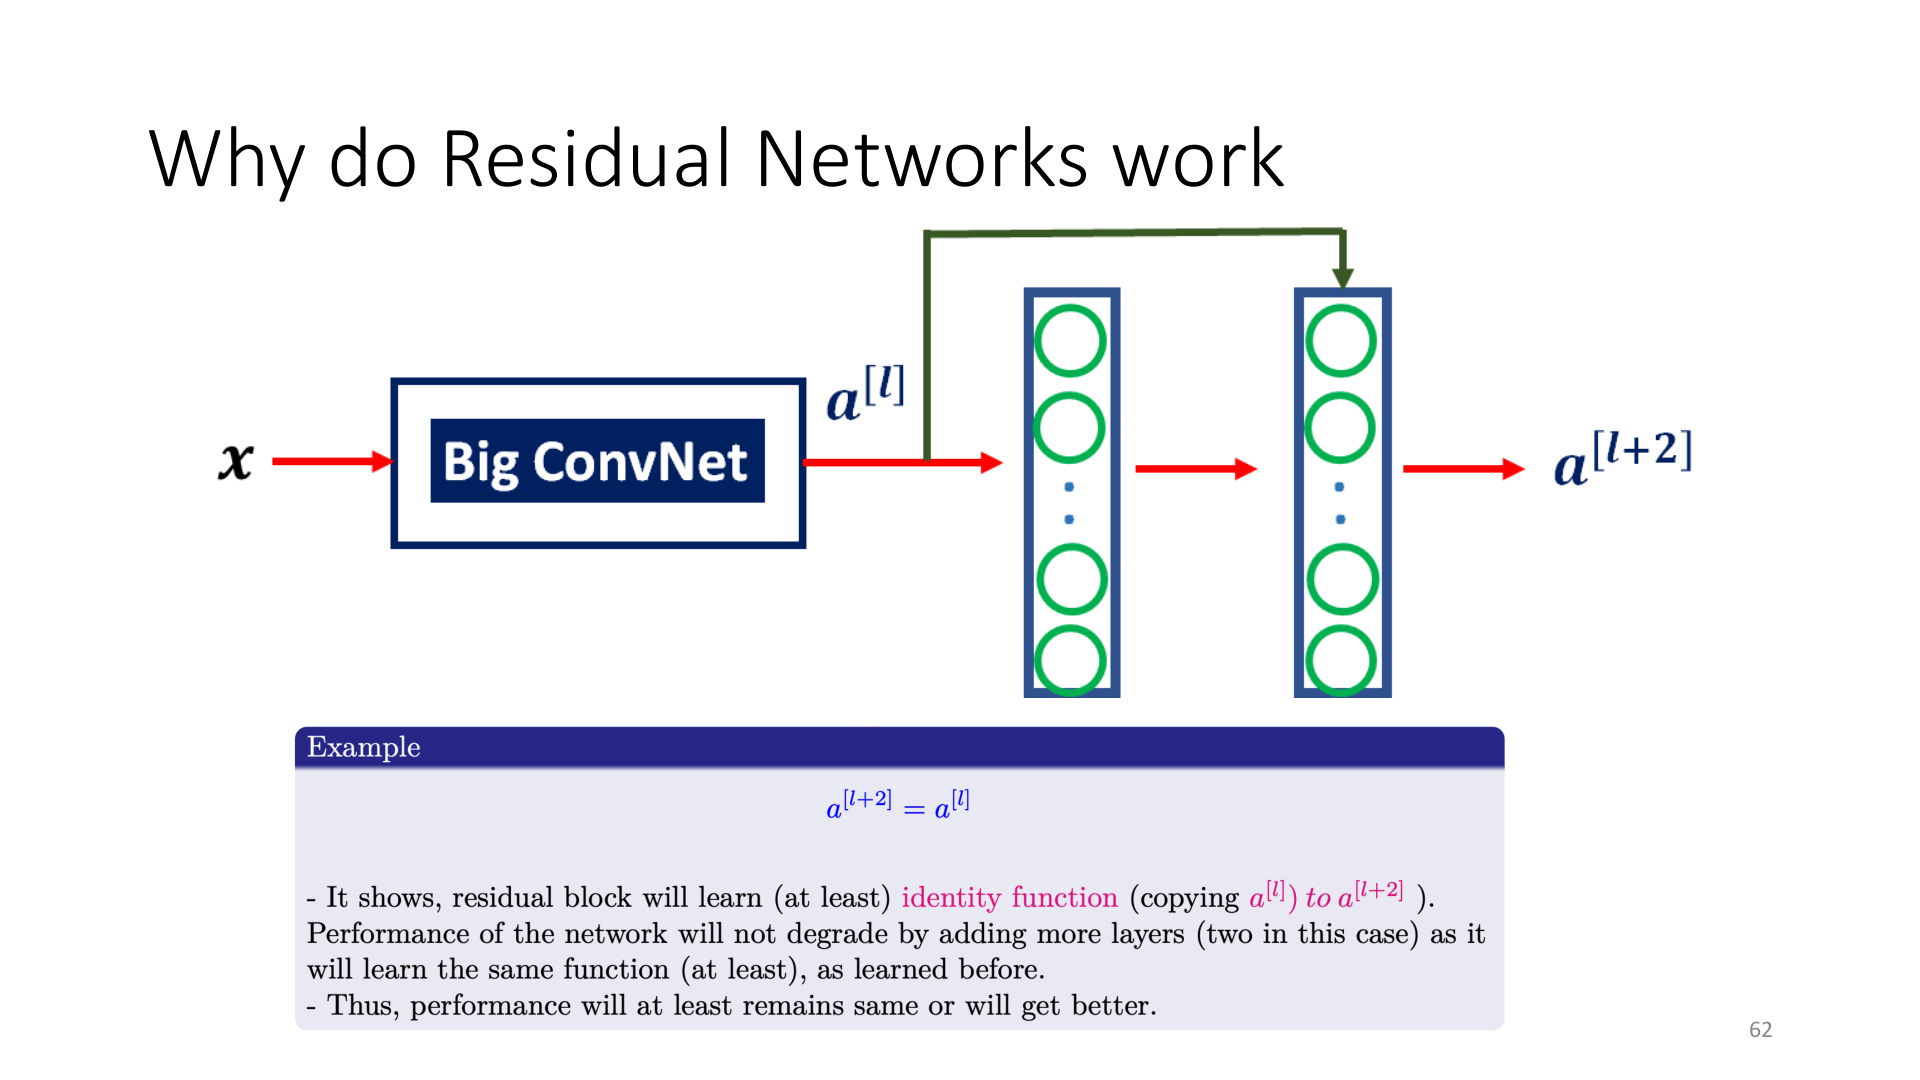 Why do Residual Networks work
x
Big ConvNet
a^[l]
a^[l+2]
Example
a^[l+2] = a^[l]
- It shows, residual block will learn (at least) identity function (copying a^[l]) to a^[l+2] ).
Performance of the network will not degrade by adding more layers (two in this case) as it
will learn the same function (at least), as learned before.
- Thus, performance will at least remains same or will get better.
62